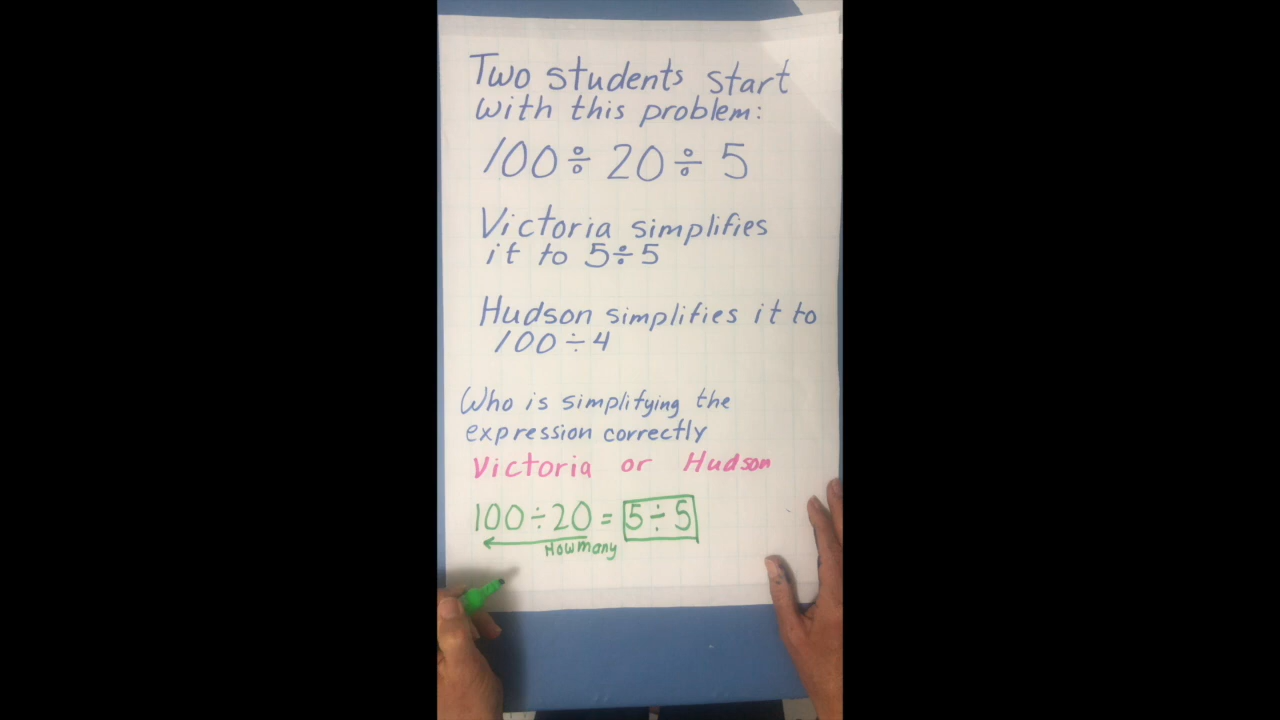 Two students start
with this problem:
100 ÷ 20 ÷ 5
Victoria simplifies
it to 5÷5
Hudson simplifies it to
100÷4
Who is simplifying the
expression correctly
Victoria or Hudson
100÷20 = 5÷5
How many